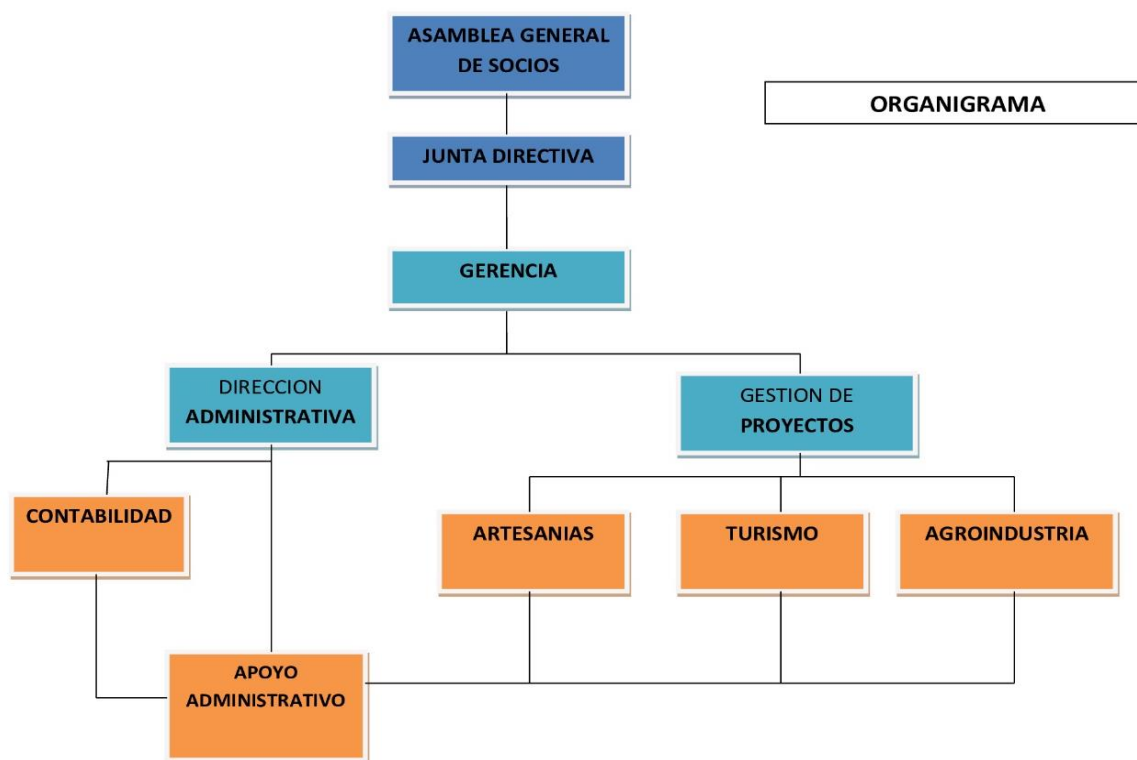 ASAMBLEA GENERAL
DE SOCIOS
ORGANIGRAMA
JUNTA DIRECTIVA
GERENCIA
DIRECCION
ADMINISTRATIVA
GESTION DE
PROYECTOS
CONTABILIDAD
ARTESANIAS
TURISMO
AGROINDUSTRIA
APOYO
ADMINISTRATIVO